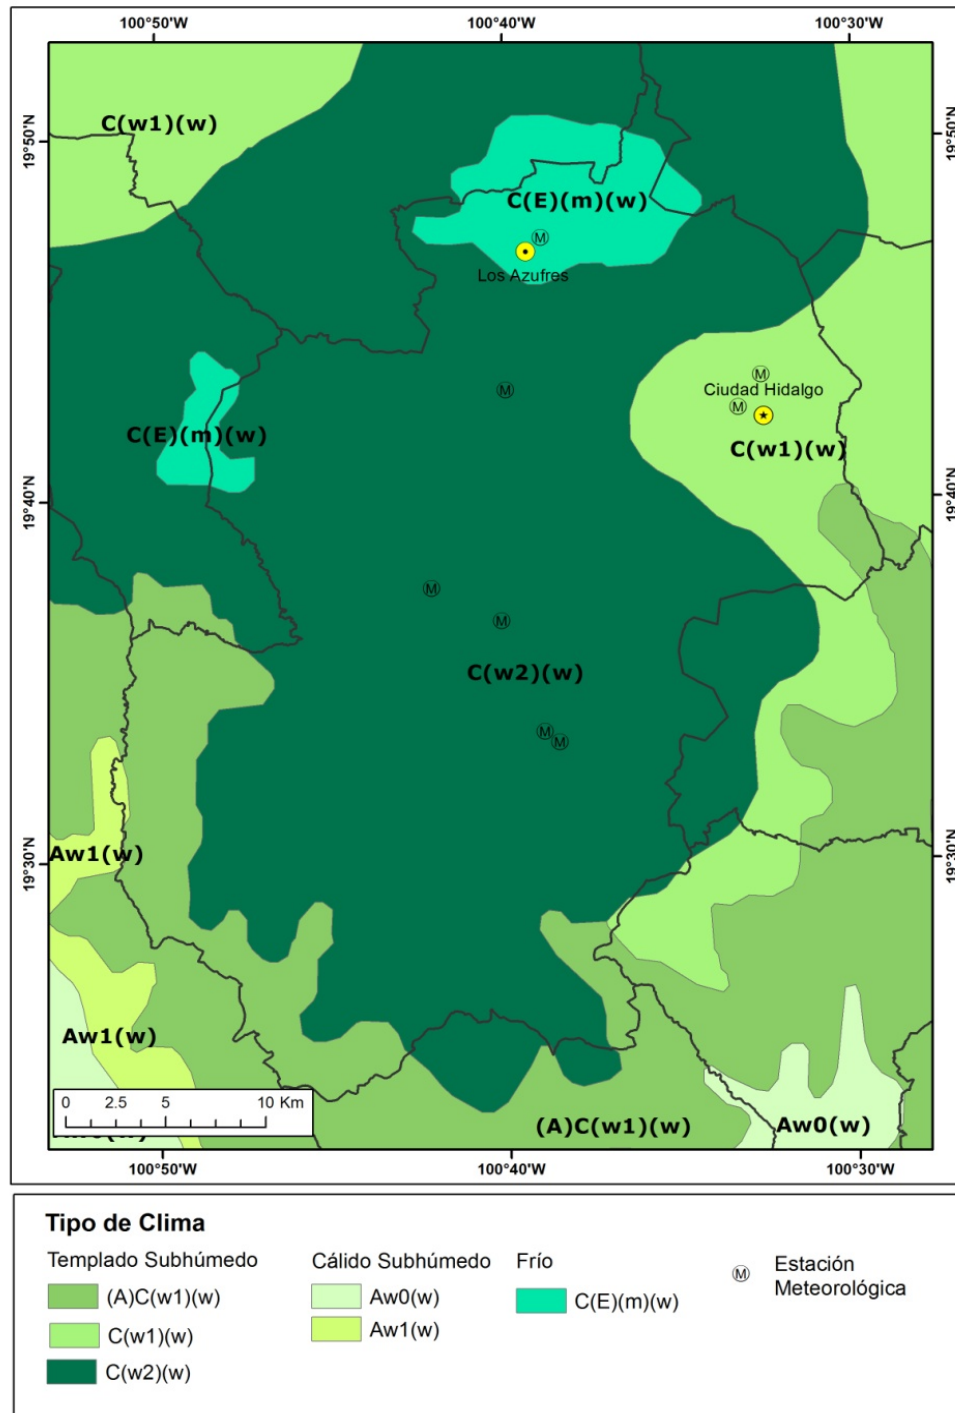 100°50'W 100°40'W 100°30'W
19°50'N 19°50'N
C(w1)(w)
C(E)(m)(w)
M
Los Azufres
M
Ciudad Hidalgo
M
M
C(E)(m)(w)
C(w1)(w)
19°40'N 19°40'N
M
M
C(w2)(w)
M
M
Aw1(w)
19°30'N 19°30'N
Aw1(w)
0 2.5 5 10 Km
(A)C(w1)(w)
Aw0(w)
100°50'W 100°40'W 100°30'W
Tipo de Clima
Templado Subhúmedo
(A)C(w1)(w)
C(w1)(w)
C(w2)(w)
Cálido Subhúmedo
Aw0(w)
Aw1(w)
Frío
C(E)(m)(w)
M
Estación
Meteorológica